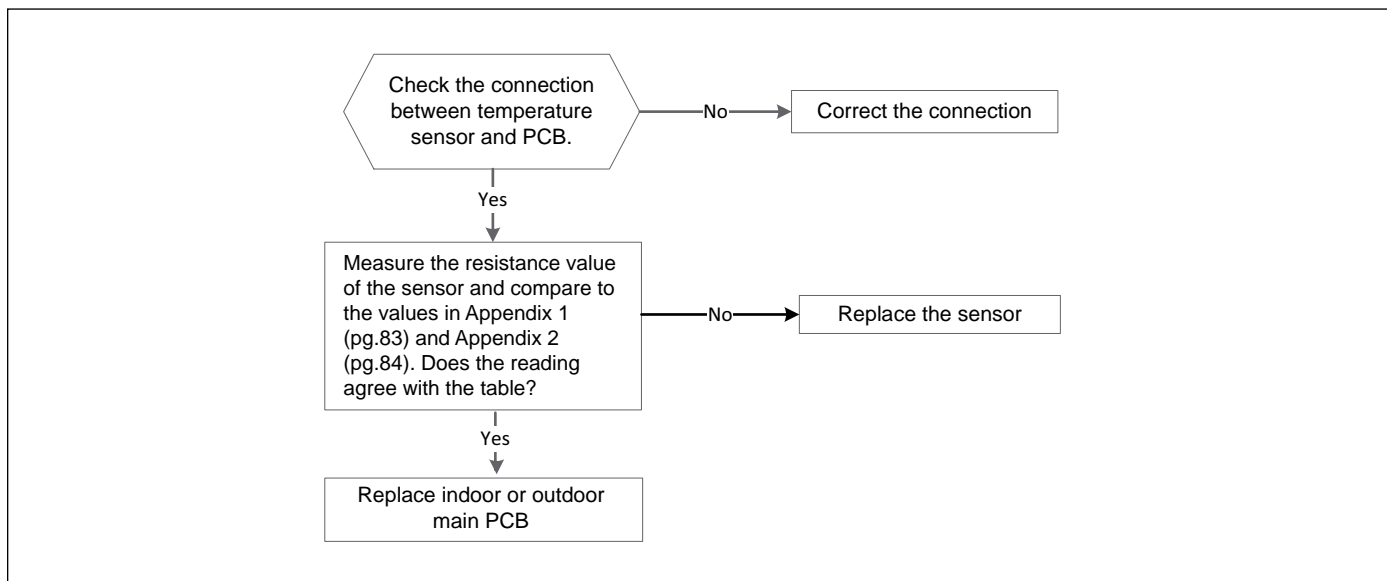 Check the connection
between temperature
sensor and PCB.
No
Correct the connection
Yes
Measure the resistance value
of the sensor and compare to
the values in Appendix 1
(pg.83) and Appendix 2
(pg.84). Does the reading
agree with the table?
No
Replace the sensor
Yes
Replace indoor or outdoor
main PCB